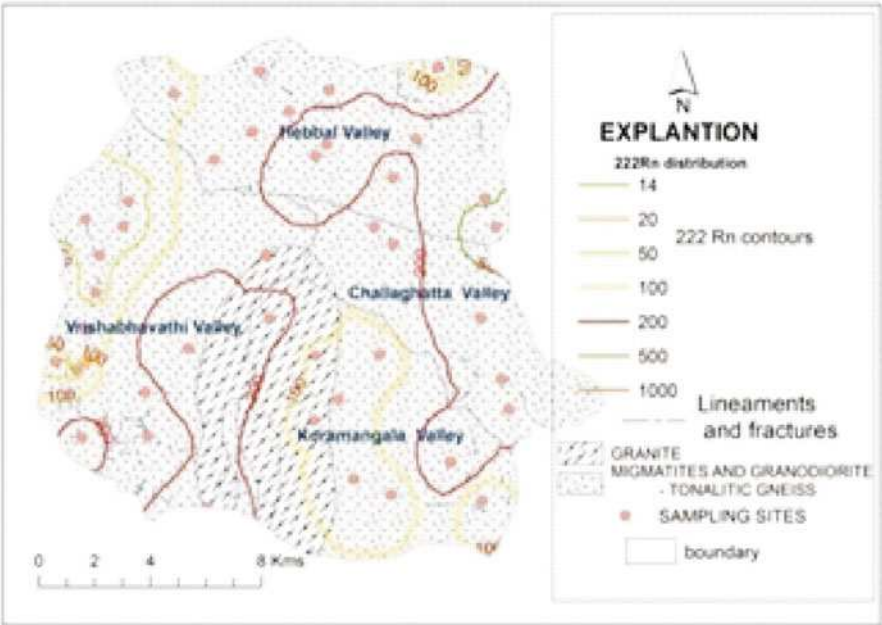 100
Hebbal Valley
Challaghatta Valley
Vrishabhavathi Valley
100
100
100
Koramangala Valley
0 2 4 8 Kms
N
EXPLANTION
222Rn distribution
14
20
50
100
200
500
1000
222 Rn contours
Lineaments
and fractures
GRANITE
MIGMATITES AND GRANODIORITE
- TONALITIC GNEISS
SAMPLING SITES
boundary